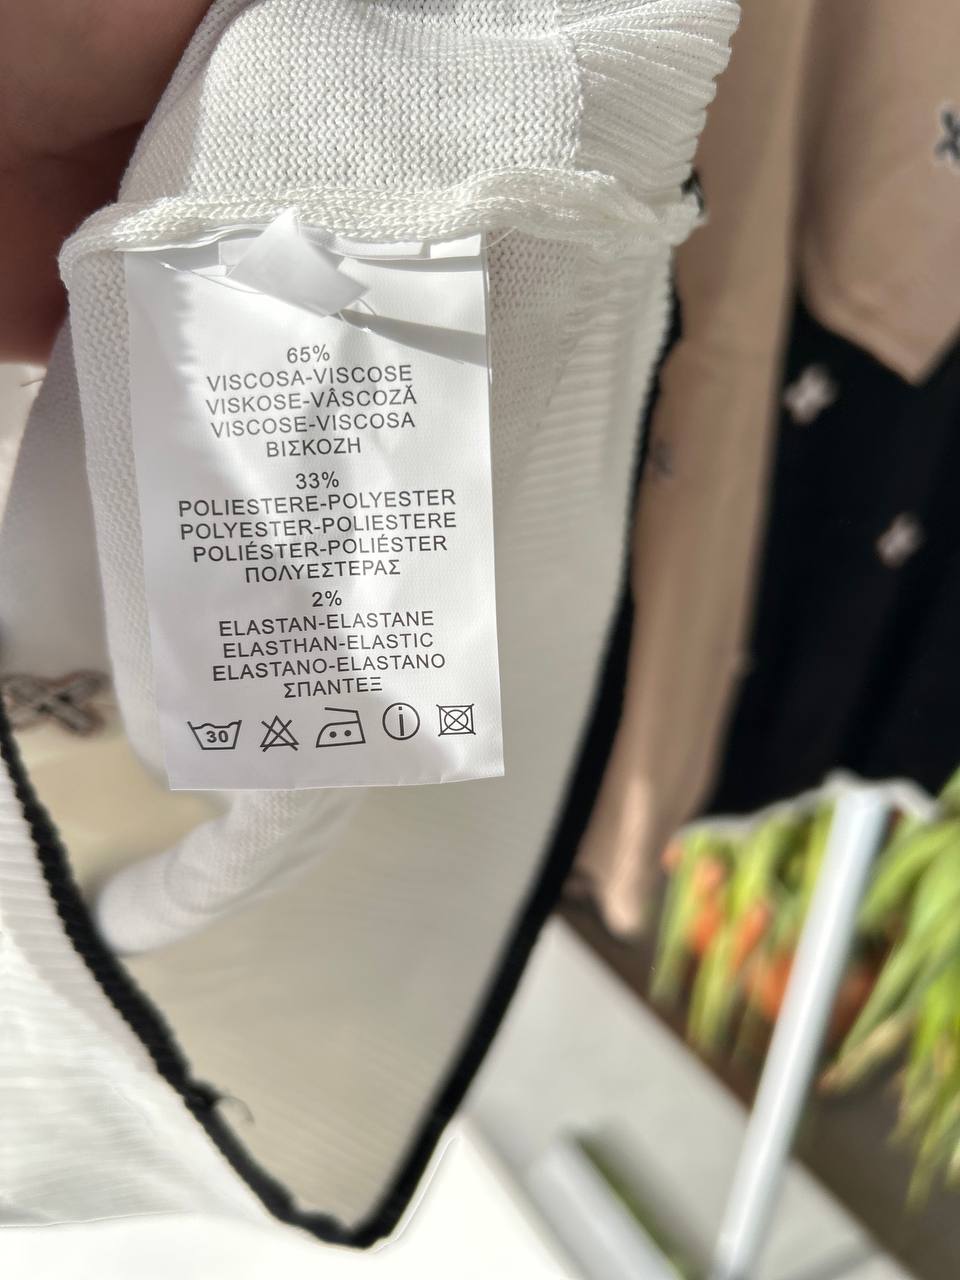 65%
VISCOSA-VISCOSE
VISKOSE-VÂSCOZĂ
VISCOSE-VISCOSA
ΒΙΣΚΟΖΗ
33%
POLIESTERE-POLYESTER
POLYESTER-POLIESTERE
POLIÉSTER-POLIÉSTER
ΠΟΛΥΕΣΤΕΡΑΣ
2%
ELASTAN-ELASTANE
ELASTHAN-ELASTIC
ELASTANO-ELASTANO
ΣΠΑΝΤΕΞ
30